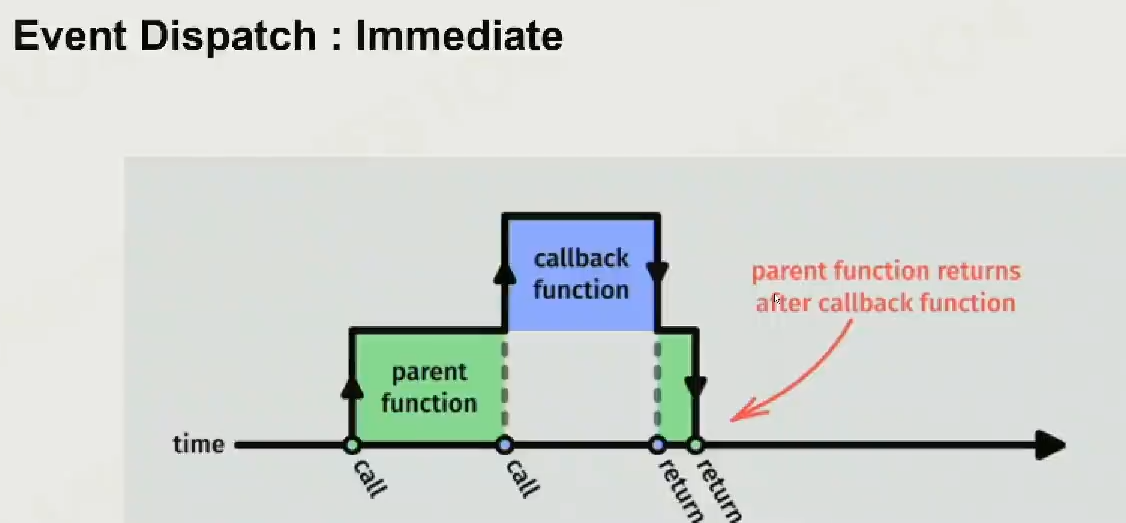 Event Dispatch : Immediate
callback
function
parent function returns
after callback function
parent
function
time
call
call
return
return